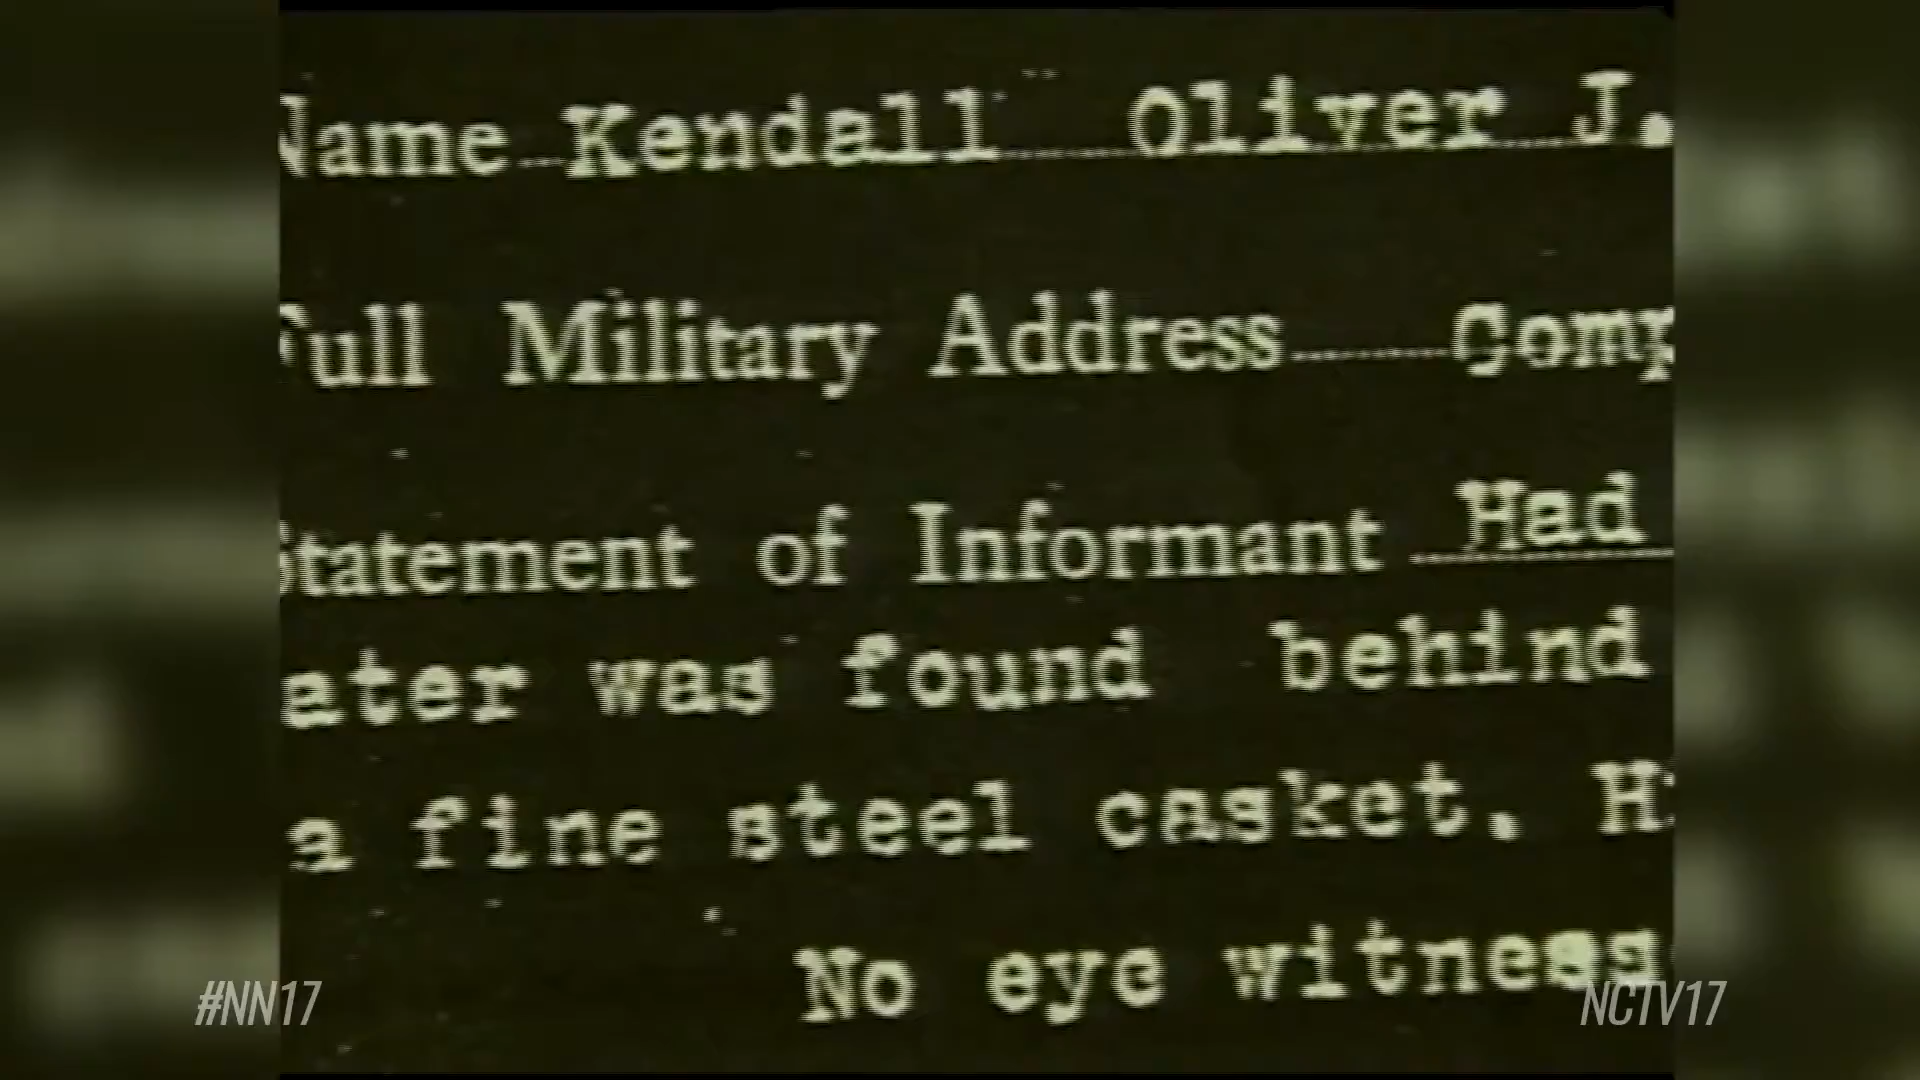 Name Kendall Oliver J.
Full Military Address Comp
Statement of Informant Had
ater was found behind
a fine steel casket. H
No eye witness
#NN17
NCTV17